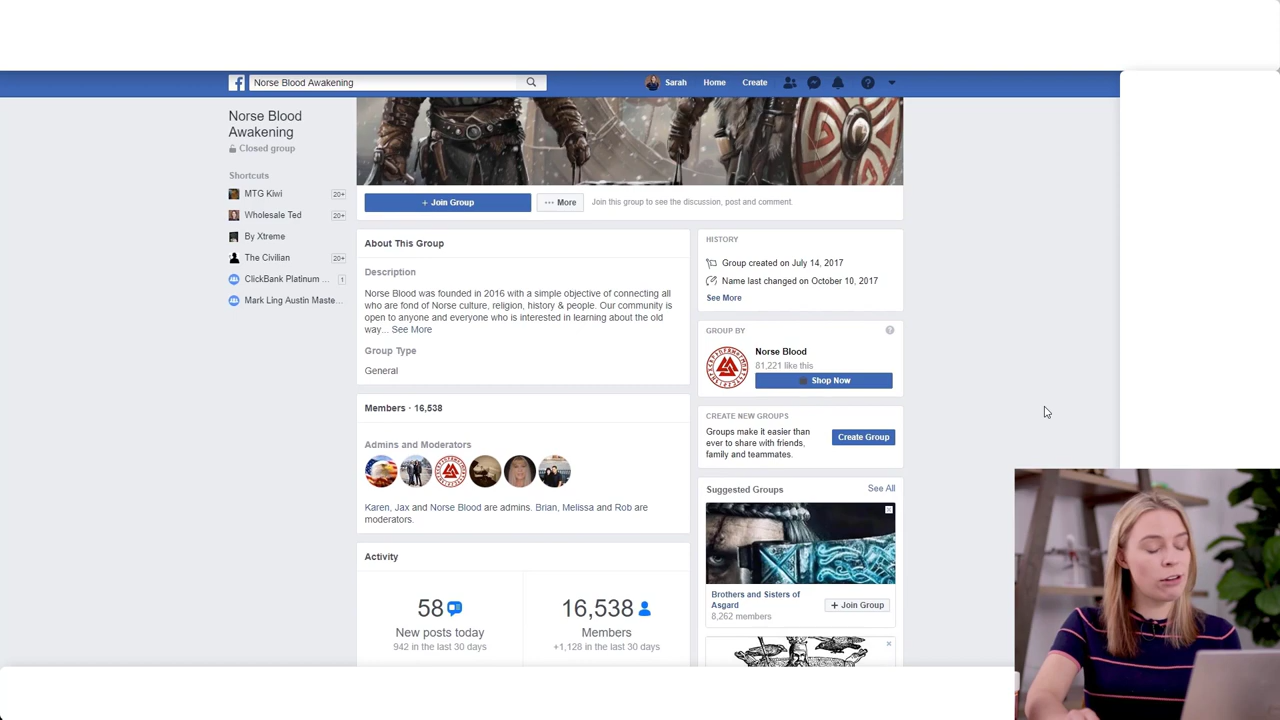 Norse Blood Awakening
Sarah
Home
Create
Norse Blood
Awakening
Closed group
Shortcuts
MTG Kiwi 20+
Wholesale Ted 20+
By Xtreme
The Civilian 20+
ClickBank Platinum ... 1
Mark Ling Austin Maste...
+ Join Group
··· More
Join this group to see the discussion, post and comment.
About This Group
Description
Norse Blood was founded in 2016 with a simple objective of connecting all
who are fond of Norse culture, religion, history & people. Our community is
open to anyone and everyone who is interested in learning about the old
way... See More
Group Type
General
Members · 16,538
Admins and Moderators
Karen, Jax and Norse Blood are admins. Brian, Melissa and Rob are
moderators.
Activity
58
New posts today
942 in the last 30 days
16,538
Members
+1,128 in the last 30 days
HISTORY
Group created on July 14, 2017
Name last changed on October 10, 2017
See More
GROUP BY
Norse Blood
81,221 like this
Shop Now
CREATE NEW GROUPS
Groups make it easier than
ever to share with friends,
family and teammates.
Create Group
Suggested Groups
See All
Brothers and Sisters of
Asgard
8,262 members
+ Join Group